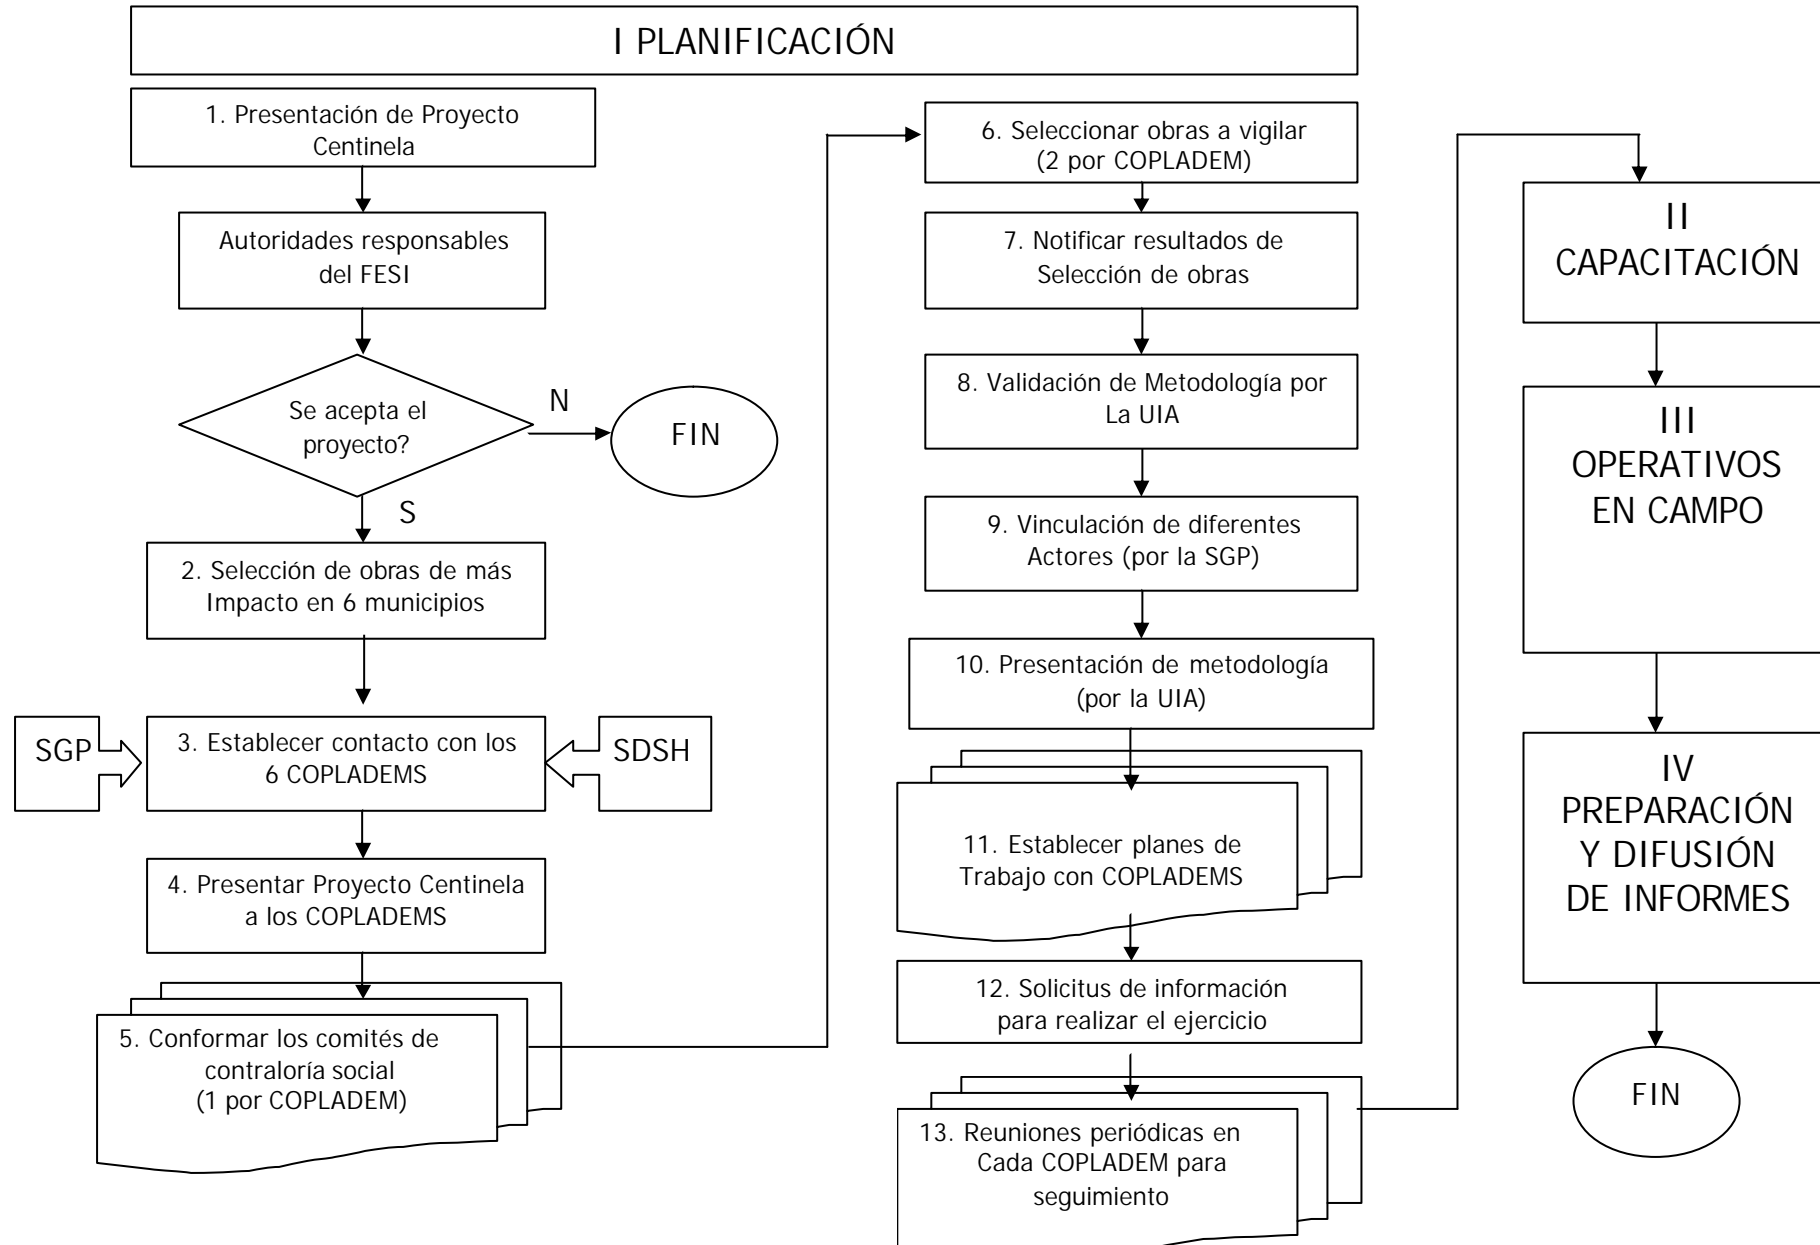 I PLANIFICACIÓN
1. Presentación de Proyecto
Centinela
Autoridades responsables
del FESI
Se acepta el
proyecto?
N
FIN
S
2. Selección de obras de más
Impacto en 6 municipios
SGP
3. Establecer contacto con los
6 COPLADEMS
SDSH
4. Presentar Proyecto Centinela
a los COPLADEMS
5. Conformar los comités de
contraloría social
(1 por COPLADEM)
6. Seleccionar obras a vigilar
(2 por COPLADEM)
7. Notificar resultados de
Selección de obras
8. Validación de Metodología por
La UIA
9. Vinculación de diferentes
Actores (por la SGP)
10. Presentación de metodología
(por la UIA)
11. Establecer planes de
Trabajo con COPLADEMS
12. Solicitus de información
para realizar el ejercicio
13. Reuniones periódicas en
Cada COPLADEM para
seguimiento
II
CAPACITACIÓN
III
OPERATIVOS
EN CAMPO
IV
PREPARACIÓN
Y DIFUSIÓN
DE INFORMES
FIN